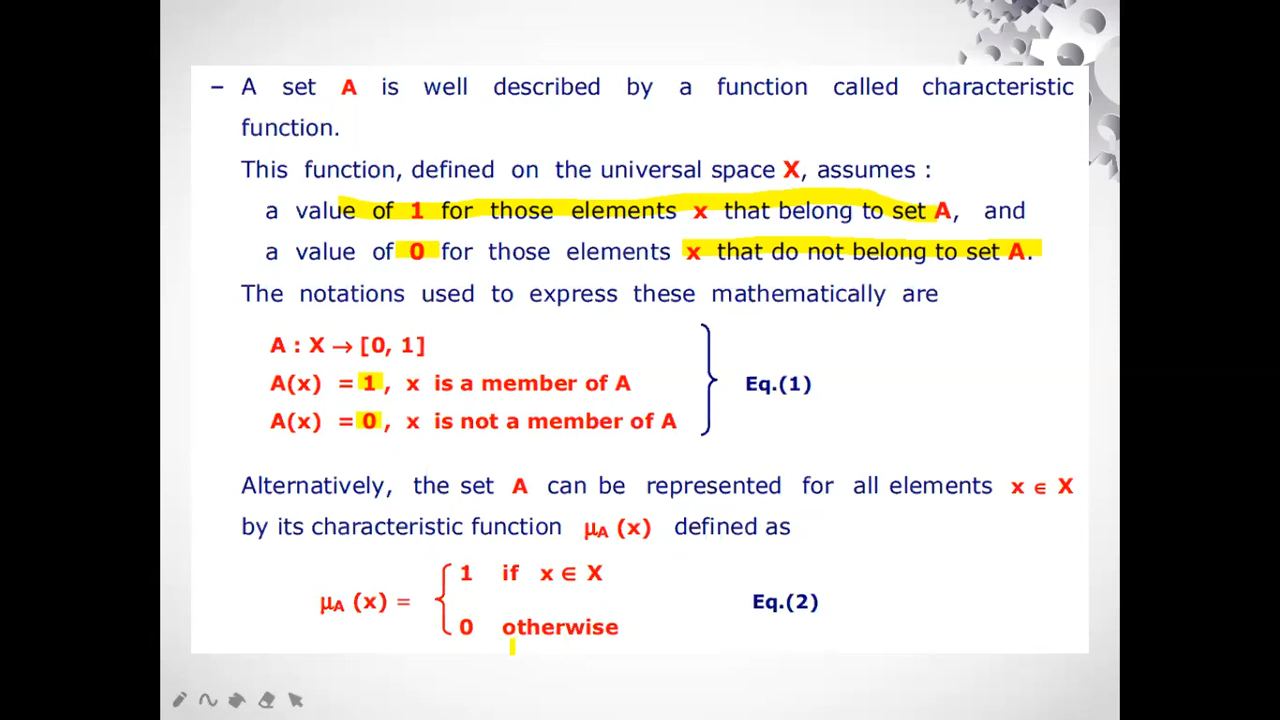 – A set A is well described by a function called characteristic
function.
This function, defined on the universal space X, assumes :
a value of 1 for those elements x that belong to set A, and
a value of 0 for those elements x that do not belong to set A.
The notations used to express these mathematically are
A : X → [0, 1]
A(x) = 1 , x is a member of A
A(x) = 0 , x is not a member of A
Eq.(1)
Alternatively, the set A can be represented for all elements x ∈ X
by its characteristic function μA (x) defined as
μA (x) = { 1 if x ∈ X
0 otherwise
Eq.(2)